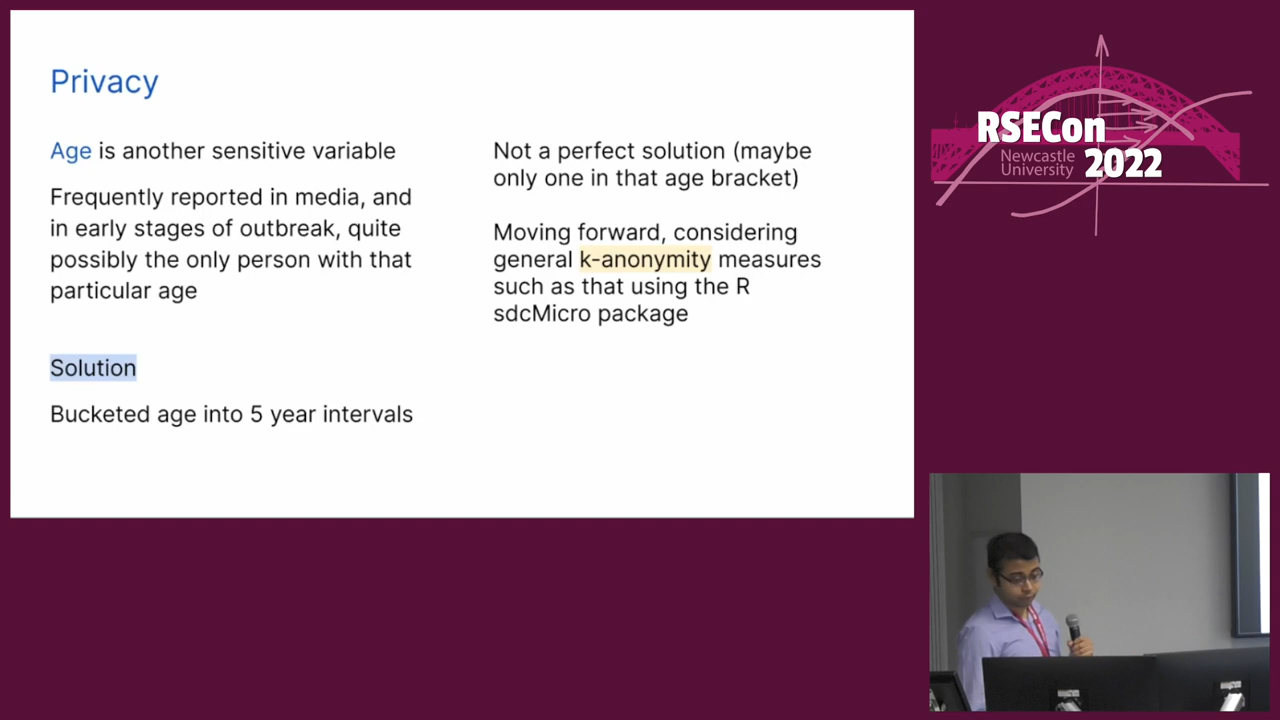 Privacy
Age is another sensitive variable
Frequently reported in media, and
in early stages of outbreak, quite
possibly the only person with that
particular age
Solution
Bucketed age into 5 year intervals
Not a perfect solution (maybe
only one in that age bracket)
Moving forward, considering
general k-anonymity measures
such as that using the R
sdcMicro package
RSECon
Newcastle
University
2022